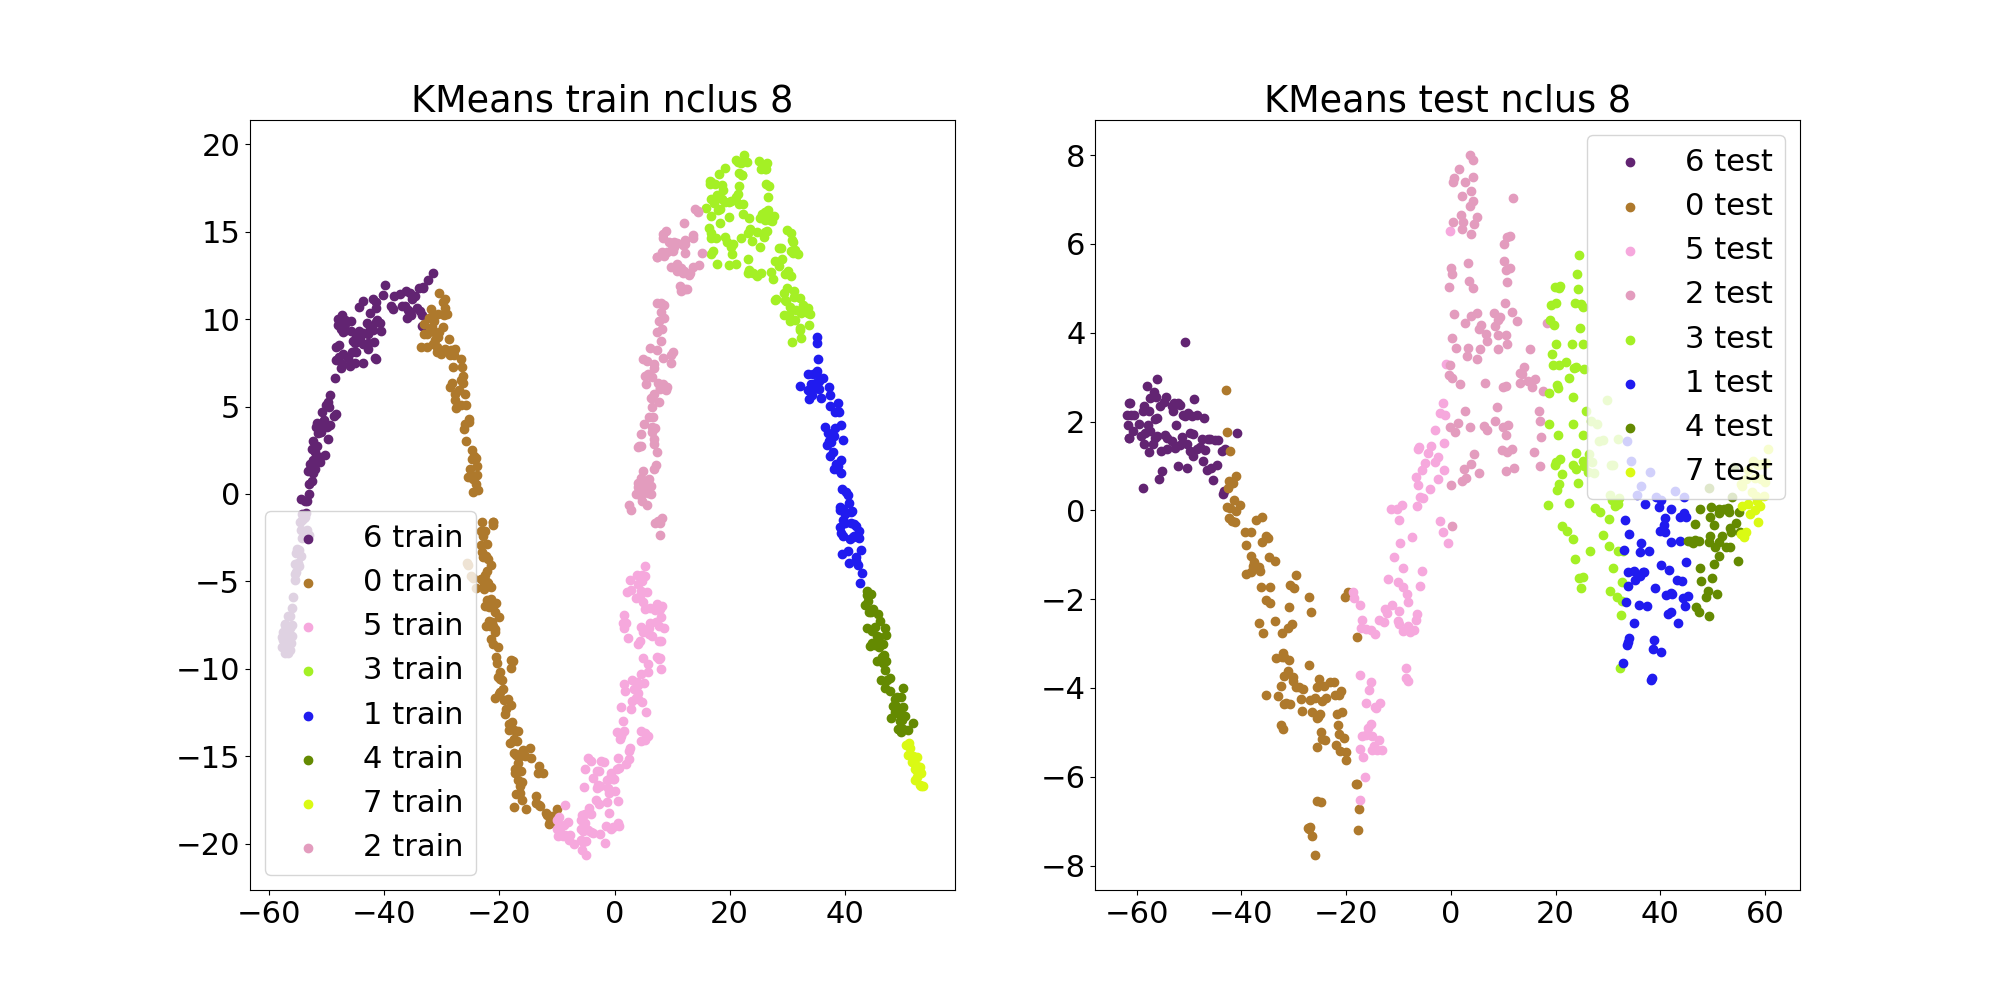 KMeans train nclus 8
20
15
10
5
0
−5
−10
−15
−20
−60 −40 −20 0 20 40
6 train
0 train
5 train
3 train
1 train
4 train
7 train
2 train
KMeans test nclus 8
8
6
4
2
0
−2
−4
−6
−8
−60 −40 −20 0 20 40 60
6 test
0 test
5 test
2 test
3 test
1 test
4 test
7 test